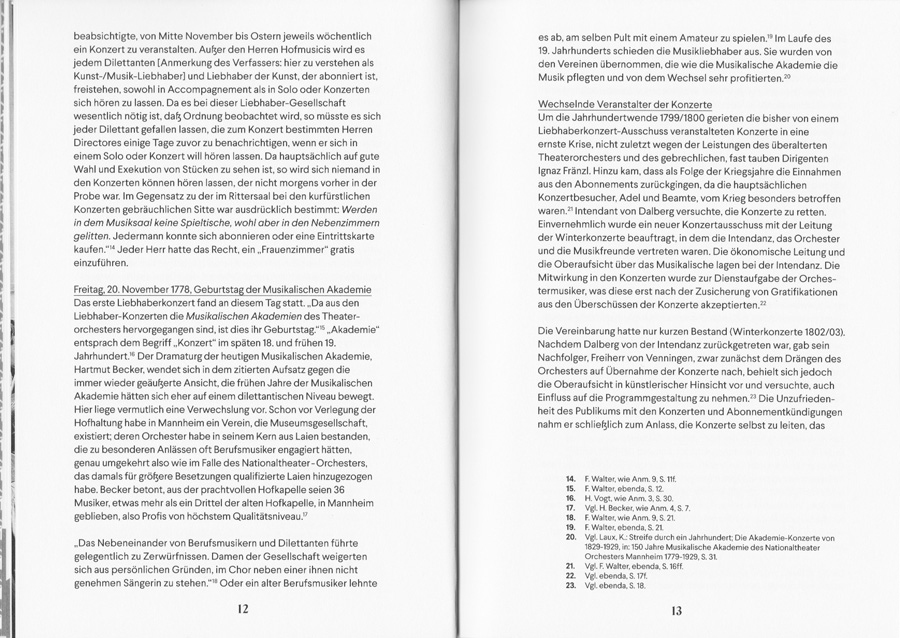 beabsichtigte, von Mitte November bis Ostern jeweils wöchentlich
ein Konzert zu veranstalten. Außer den Herren Hofmusicis wird es
jedem Dilettanten [Anmerkung des Verfassers: hier zu verstehen als
Kunst-/Musik-Liebhaber] und Liebhaber der Kunst, der abonniert ist,
freistehen, sowohl in Accompagnement als in Solo oder Konzerten
sich hören zu lassen. Da es bei dieser Liebhaber-Gesellschaft
wesentlich nötig ist, daß Ordnung beobachtet wird, so müsste es sich
jeder Dilettant gefallen lassen, die zum Konzert bestimmten Herren
Directores einige Tage zuvor zu benachrichtigen, wenn er sich in
einem Solo oder Konzert will hören lassen. Da hauptsächlich auf gute
Wahl und Exekution von Stücken zu sehen ist, so wird sich niemand in
den Konzerten können hören lassen, der nicht morgens vorher in der
Probe war. Im Gegensatz zu der im Rittersaal bei den kurfürstlichen
Konzerten gebräuchlichen Sitte war ausdrücklich bestimmt: Werden
in dem Musiksaal keine Spieltische, wohl aber in den Nebenzimmern
gelitten. Jedermann konnte sich abonnieren oder eine Eintrittskarte
kaufen."14 Jeder Herr hatte das Recht, ein „Frauenzimmer" gratis
einzuführen.
Freitag, 20. November 1778, Geburtstag der Musikalischen Akademie
Das erste Liebhaberkonzert fand an diesem Tag statt. „Da aus den
Liebhaber-Konzerten die Musikalischen Akademien des Theater-
orchesters hervorgegangen sind, ist dies ihr Geburtstag."15 „Akademie"
entsprach dem Begriff „Konzert" im späten 18. und frühen 19.
Jahrhundert.16 Der Dramaturg der heutigen Musikalischen Akademie,
Hartmut Becker, wendet sich in dem zitierten Aufsatz gegen die
immer wieder geäußerte Ansicht, die frühen Jahre der Musikalischen
Akademie hätten sich eher auf einem dilettantischen Niveau bewegt.
Hier liege vermutlich eine Verwechslung vor. Schon vor Verlegung der
Hofhaltung habe in Mannheim ein Verein, die Museumsgesellschaft,
existiert; deren Orchester habe in seinem Kern aus Laien bestanden,
die zu besonderen Anlässen oft Berufsmusiker engagiert hätten,
genau umgekehrt also wie im Falle des Nationaltheater-Orchesters,
das damals für größere Besetzungen qualifizierte Laien hinzugezogen
habe. Becker betont, aus der prachtvollen Hofkapelle seien 36
Musiker, etwas mehr als ein Drittel der alten Hofkapelle, in Mannheim
geblieben, also Profis von höchstem Qualitätsniveau.17
„Das Nebeneinander von Berufsmusikern und Dilettanten führte
gelegentlich zu Zerwürfnissen. Damen der Gesellschaft weigerten
sich aus persönlichen Gründen, im Chor neben einer ihnen nicht
genehmen Sängerin zu stehen."18 Oder ein alter Berufsmusiker lehnte
12
es ab, am selben Pult mit einem Amateur zu spielen.19 Im Laufe des
19. Jahrhunderts schieden die Musikliebhaber aus. Sie wurden von
den Vereinen übernommen, die wie die Musikalische Akademie die
Musik pflegten und von dem Wechsel sehr profitierten.20
Wechselnde Veranstalter der Konzerte
Um die Jahrhundertwende 1799/1800 gerieten die bisher von einem
Liebhaberkonzert-Ausschuss veranstalteten Konzerte in eine
ernste Krise, nicht zuletzt wegen der Leistungen des überalterten
Theaterorchesters und des gebrechlichen, fast tauben Dirigenten
Ignaz Fränzl. Hinzu kam, dass als Folge der Kriegsjahre die Einnahmen
aus den Abonnements zurückgingen, da die hauptsächlichen
Konzertbesucher, Adel und Beamte, vom Krieg besonders betroffen
waren.21 Intendant von Dalberg versuchte, die Konzerte zu retten.
Einvernehmlich wurde ein neuer Konzertausschuss mit der Leitung
der Winterkonzerte beauftragt, in dem die Intendanz, das Orchester
und die Musikfreunde vertreten waren. Die ökonomische Leitung und
die Oberaufsicht über das Musikalische lagen bei der Intendanz. Die
Mitwirkung in den Konzerten wurde zur Dienstaufgabe der Orches-
termusiker, was diese erst nach der Zusicherung von Gratifikationen
aus den Überschüssen der Konzerte akzeptierten.22
Die Vereinbarung hatte nur kurzen Bestand (Winterkonzerte 1802/03).
Nachdem Dalberg von der Intendanz zurückgetreten war, gab sein
Nachfolger, Freiherr von Venningen, zwar zunächst dem Drängen des
Orchesters auf Übernahme der Konzerte nach, behielt sich jedoch
die Oberaufsicht in künstlerischer Hinsicht vor und versuchte, auch
Einfluss auf die Programmgestaltung zu nehmen.23 Die Unzufrieden-
heit des Publikums mit den Konzerten und Abonnementkündigungen
nahm er schließlich zum Anlass, die Konzerte selbst zu leiten, das
14. F. Walter, wie Anm. 9, S. 11f.
15. F. Walter, ebenda, S. 12.
16. H. Vogt, wie Anm. 3, S. 30.
17. Vgl. H. Becker, wie Anm. 4, S. 7.
18. F. Walter, wie Anm. 9, S. 21.
19. F. Walter, ebenda, S. 21.
20. Vgl. Laux, K.: Streife durch ein Jahrhundert; Die Akademie-Konzerte von
1829-1929, in: 150 Jahre Musikalische Akademie des Nationaltheater
Orchesters Mannheim 1779-1929, S. 31.
21. Vgl. F. Walter, ebenda, S. 16ff.
22. Vgl. ebenda, S. 17f.
23. Vgl. ebenda, S. 18.
13